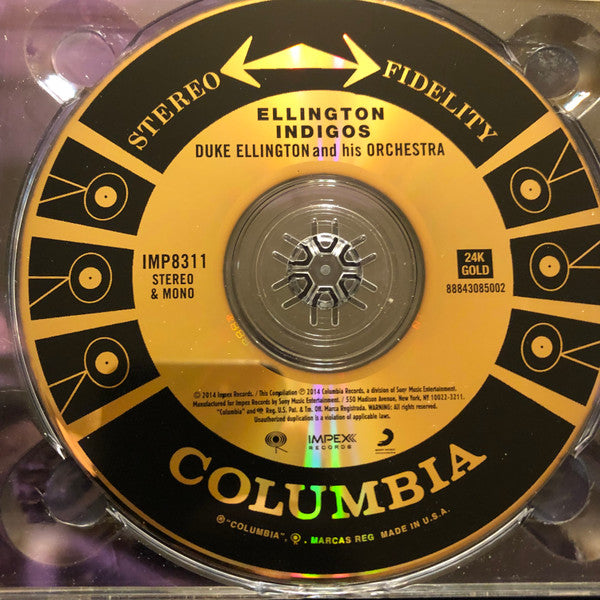 STEREO FIDELITY
ELLINGTON
INDIGOS
DUKE ELLINGTON and his ORCHESTRA
IMP8311
STEREO
& MONO
24K
GOLD
88843085002
© 2014 Impex Records. / This Compilation ℗ 2014 Columbia Records, a division of Sony Music Entertainment.
Manufactured for Impex Records by Sony Music Entertainment. / 550 Madison Avenue, New York, NY 10022-3211.
"Columbia" and Reg. U.S. Pat. & Tm. Off. Marca Registrada. WARNING: All rights reserved.
Unauthorized duplication is a violation of applicable laws.
IMPEX
RECORDS
COLUMBIA
"COLUMBIA", MARCAS REG MADE IN U.S.A.